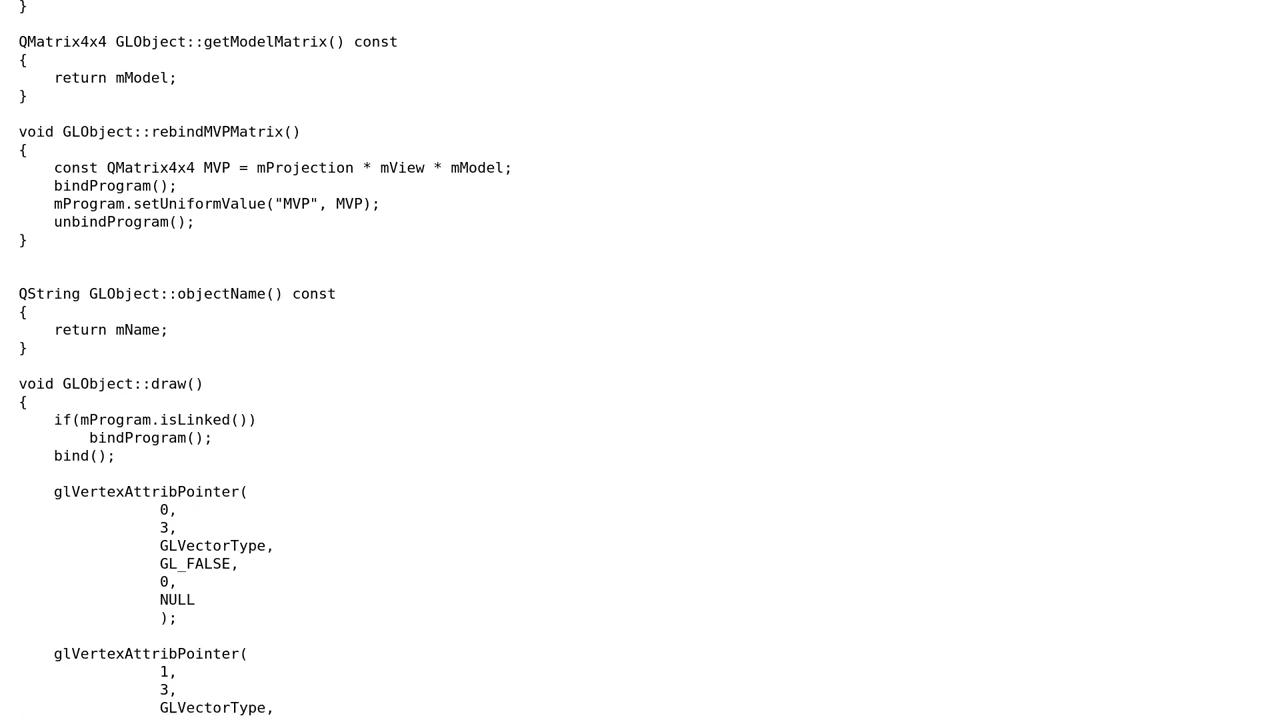 }

QMatrix4x4 GLObject::getModelMatrix() const
{
    return mModel;
}

void GLObject::rebindMVPMatrix()
{
    const QMatrix4x4 MVP = mProjection * mView * mModel;
    bindProgram();
    mProgram.setUniformValue("MVP", MVP);
    unbindProgram();
}


QString GLObject::objectName() const
{
    return mName;
}

void GLObject::draw()
{
    if(mProgram.isLinked())
        bindProgram();
    bind();

    glVertexAttribPointer(
                0,
                3,
                GLVectorType,
                GL_FALSE,
                0,
                NULL
                );

    glVertexAttribPointer(
                1,
                3,
                GLVectorType,